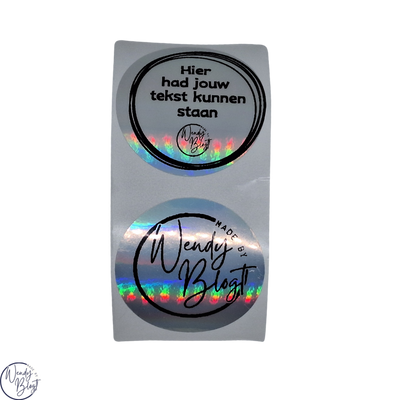 Hier
had jouw
tekst kunnen
staan
Wendy
Blogt
MADE BY
Wendy
Blogt
Wendy
Blogt